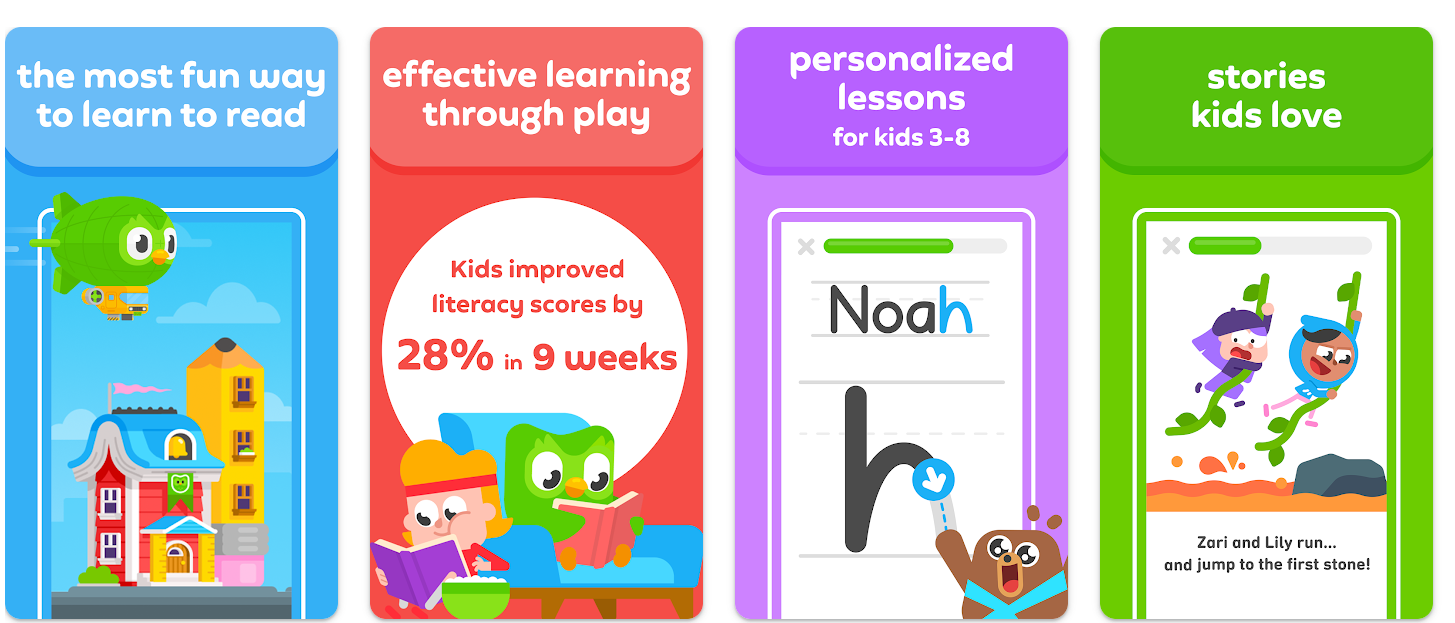 the most fun way
to learn to read
effective learning
through play
Kids improved
literacy scores by
28% in 9 weeks
personalized
lessons
for kids 3-8
Noah
h
stories
kids love
Zari and Lily run...
and jump to the first stone!